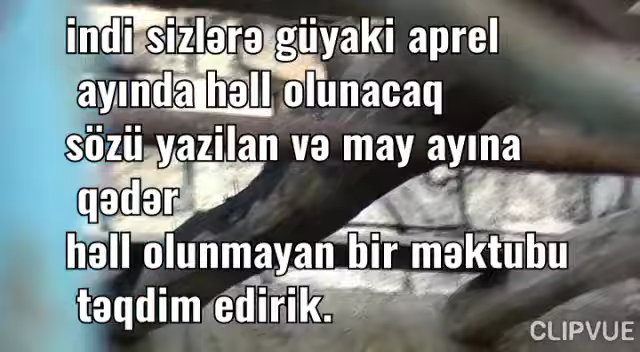 indi sizlərə güyaki aprel
ayında həll olunacaq
sözü yazilan və may ayına
qədər
həll olunmayan bir məktubu
təqdim edirik.
CLIPVUE